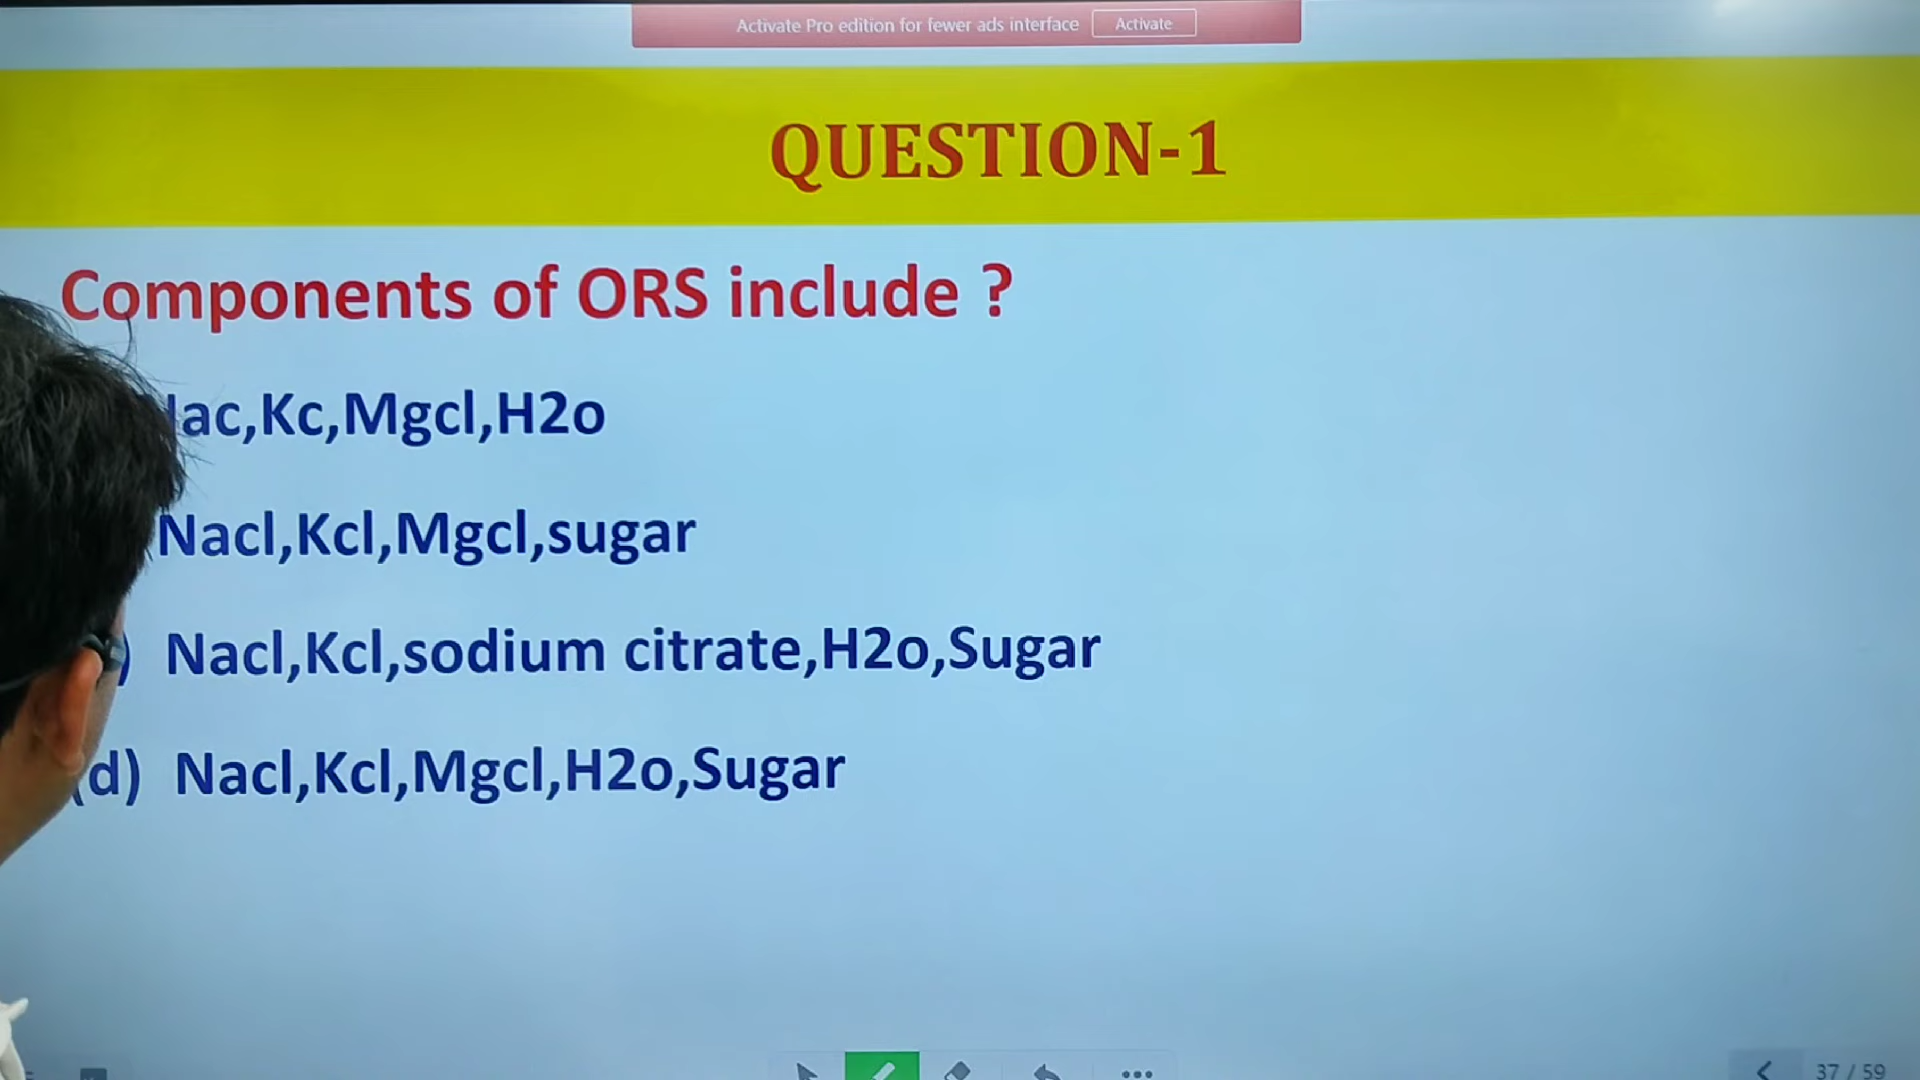 Activate Pro edition for fewer ads interface Activate
QUESTION-1
Components of ORS include ?
,Kc,Mgcl,H2o
Nacl,Kcl,Mgcl,sugar
) Nacl,Kcl,sodium citrate,H2o,Sugar
(d) Nacl,Kcl,Mgcl,H2o,Sugar
37 / 59